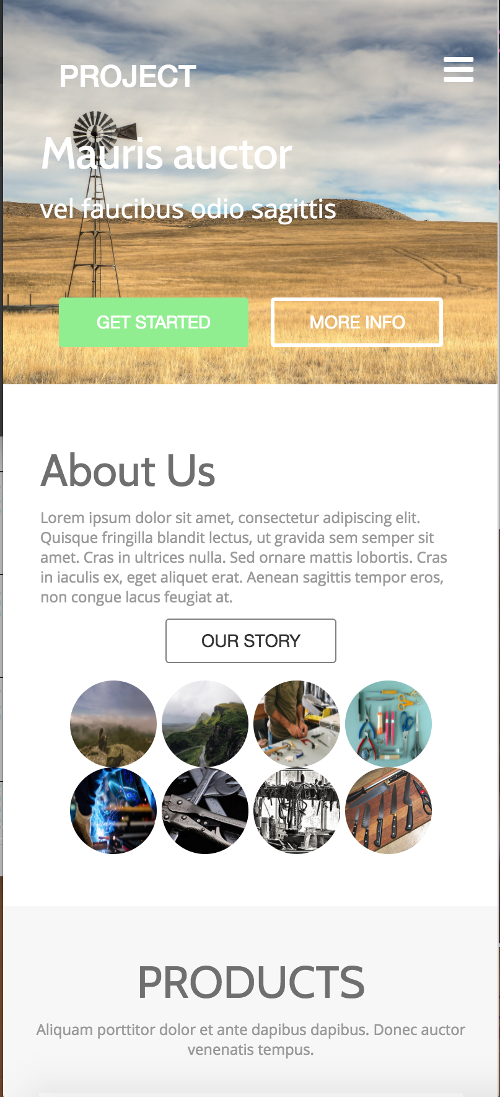 PROJECT
Mauris auctor
vel faucibus odio sagittis
GET STARTED
MORE INFO
About Us
Lorem ipsum dolor sit amet, consectetur adipiscing elit.
Quisque fringilla blandit lectus, ut gravida sem semper sit
amet. Cras in ultrices nulla. Sed ornare mattis lobortis. Cras
in iaculis ex, eget aliquet erat. Aenean sagittis tempor eros,
non congue lacus feugiat at.
OUR STORY
PRODUCTS
Aliquam porttitor dolor et ante dapibus dapibus. Donec auctor
venenatis tempus.